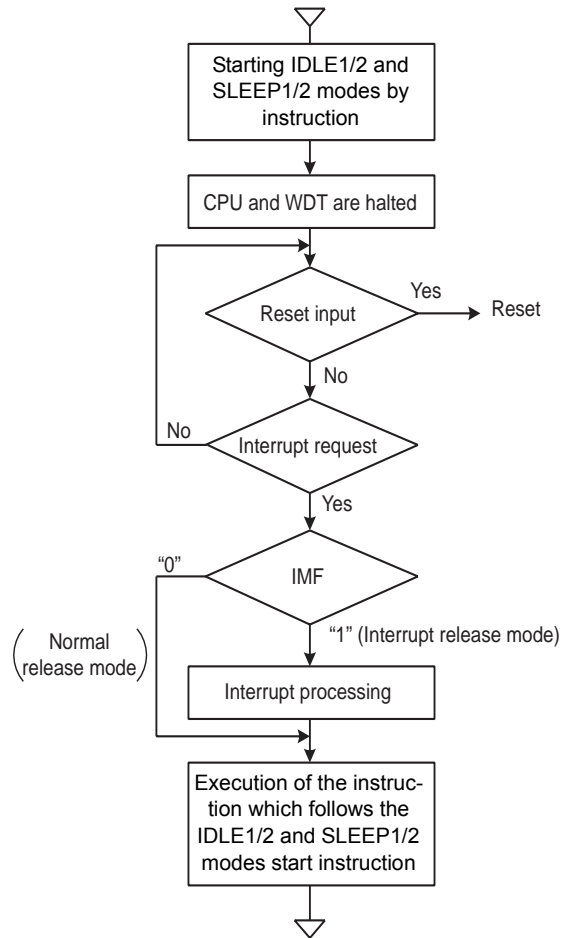 Starting IDLE1/2 and
SLEEP1/2 modes by
instruction
CPU and WDT are halted
Reset input
Yes
Reset
No
Interrupt request
No
Yes
IMF
“0”
“1” (Interrupt release mode)
Normal
release mode
Interrupt processing
Execution of the instruc-
tion which follows the
IDLE1/2 and SLEEP1/2
modes start instruction